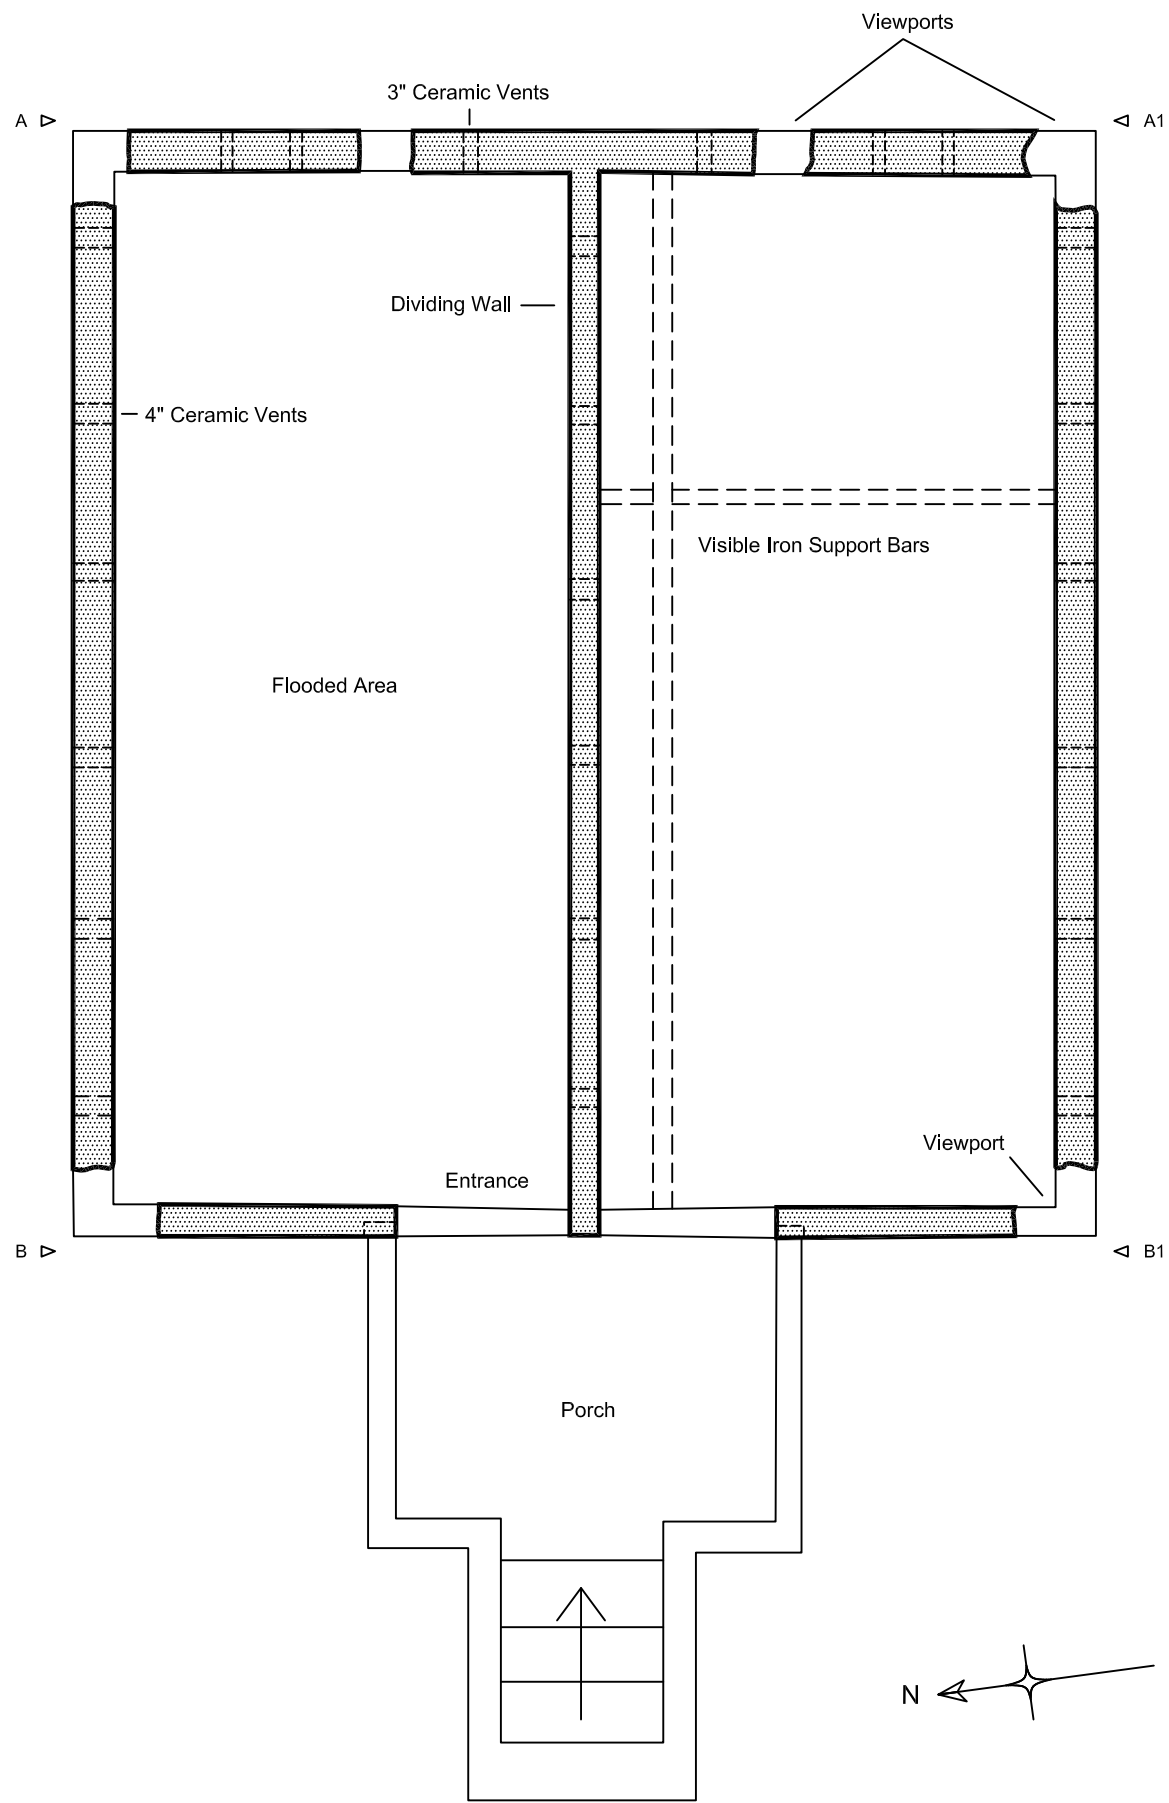 Viewports
3" Ceramic Vents
A
A1
Dividing Wall
4" Ceramic Vents
Visible Iron Support Bars
Flooded Area
Viewport
Entrance
B
B1
Porch
N